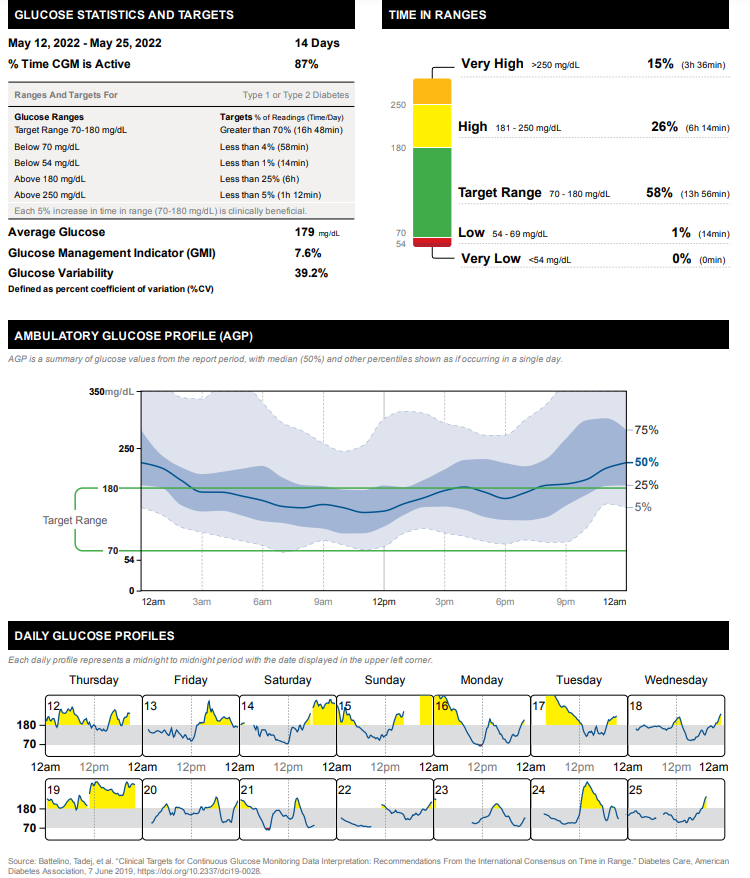 GLUCOSE STATISTICS AND TARGETS
May 12, 2022 - May 25, 2022 14 Days
% Time CGM is Active 87%
Ranges And Targets For Type 1 or Type 2 Diabetes
Glucose Ranges Targets % of Readings (Time/Day)
Target Range 70-180 mg/dL Greater than 70% (16h 48min)
Below 70 mg/dL Less than 4% (58min)
Below 54 mg/dL Less than 1% (14min)
Above 180 mg/dL Less than 25% (6h)
Above 250 mg/dL Less than 5% (1h 12min)
Each 5% increase in time in range (70-180 mg/dL) is clinically beneficial.
Average Glucose 179 mg/dL
Glucose Management Indicator (GMI) 7.6%
Glucose Variability 39.2%
Defined as percent coefficient of variation (%CV)
TIME IN RANGES
Very High >250 mg/dL 15% (3h 36min)
250
High 181 - 250 mg/dL 26% (6h 14min)
180
Target Range 70 - 180 mg/dL 58% (13h 56min)
70
Low 54 - 69 mg/dL 1% (14min)
54
Very Low <54 mg/dL 0% (0min)
AMBULATORY GLUCOSE PROFILE (AGP)
AGP is a summary of glucose values from the report period, with median (50%) and other percentiles shown as if occurring in a single day.
350mg/dL
75%
250
50%
180
25%
5%
Target Range
70
54
0
12am 3am 6am 9am 12pm 3pm 6pm 9pm 12am
DAILY GLUCOSE PROFILES
Each daily profile represents a midnight to midnight period with the date displayed in the upper left corner.
Thursday Friday Saturday Sunday Monday Tuesday Wednesday
12 13 14 15 16 17 18
180
70
12am 12pm 12am 12pm 12am 12pm 12am 12pm 12am 12pm 12am 12pm 12am 12pm 12am
19 20 21 22 23 24 25
180
70
Source: Battelino, Tadej, et al. "Clinical Targets for Continuous Glucose Monitoring Data Interpretation: Recommendations From the International Consensus on Time in Range." Diabetes Care, American
Diabetes Association, 7 June 2019, https://doi.org/10.2337/dci19-0028.